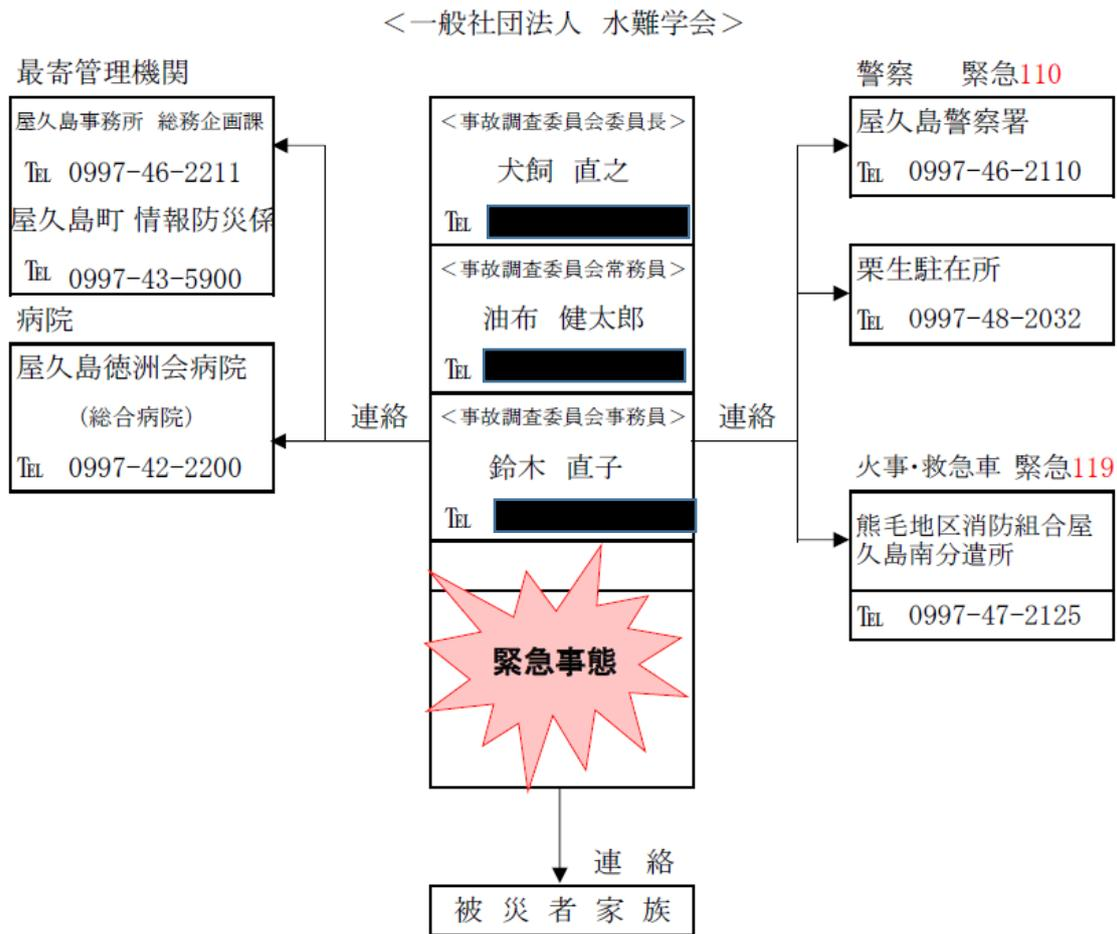 ＜一般社団法人 水難学会＞
最寄管理機関
屋久島事務所 総務企画課
℡ 0997-46-2211
屋久島町 情報防災係
℡ 0997-43-5900
病院
屋久島徳洲会病院
（総合病院）
℡ 0997-42-2200
連絡
＜事故調査委員会委員長＞
犬飼 直之
℡
＜事故調査委員会常務員＞
油布 健太郎
℡
＜事故調査委員会事務員＞
鈴木 直子
℡
緊急事態
連 絡
被 災 者 家 族
連絡
警察 緊急110
屋久島警察署
℡ 0997-46-2110
栗生駐在所
℡ 0997-48-2032
火事・救急車 緊急119
熊毛地区消防組合屋
久島南分遣所
℡ 0997-47-2125